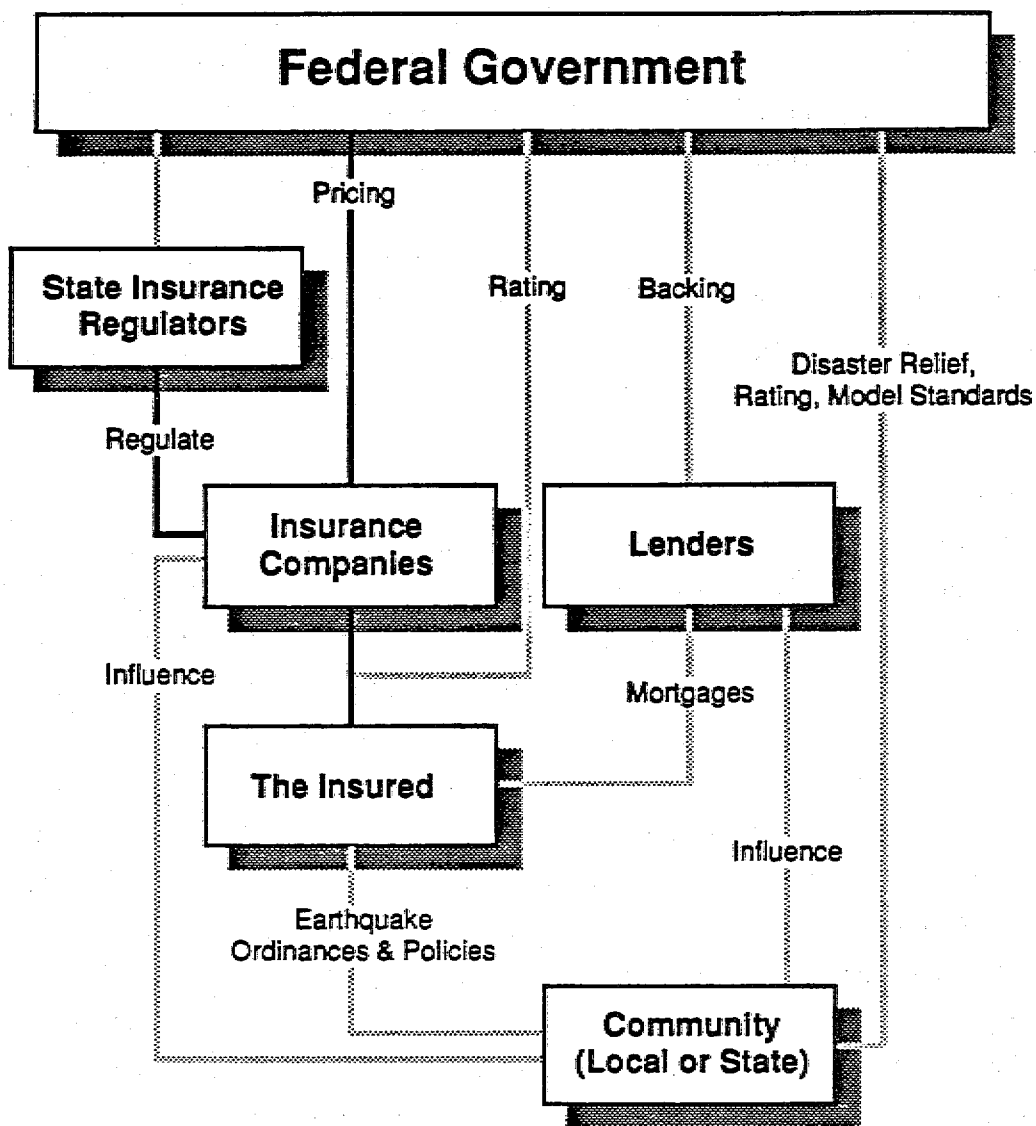 Federal Government
Pricing
State Insurance
Regulators
Rating
Backing
Disaster Relief,
Rating, Model Standards
Regulate
Insurance
Companies
Lenders
Influence
Mortgages
The Insured
Influence
Earthquake
Ordinances & Policies
Community
(Local or State)